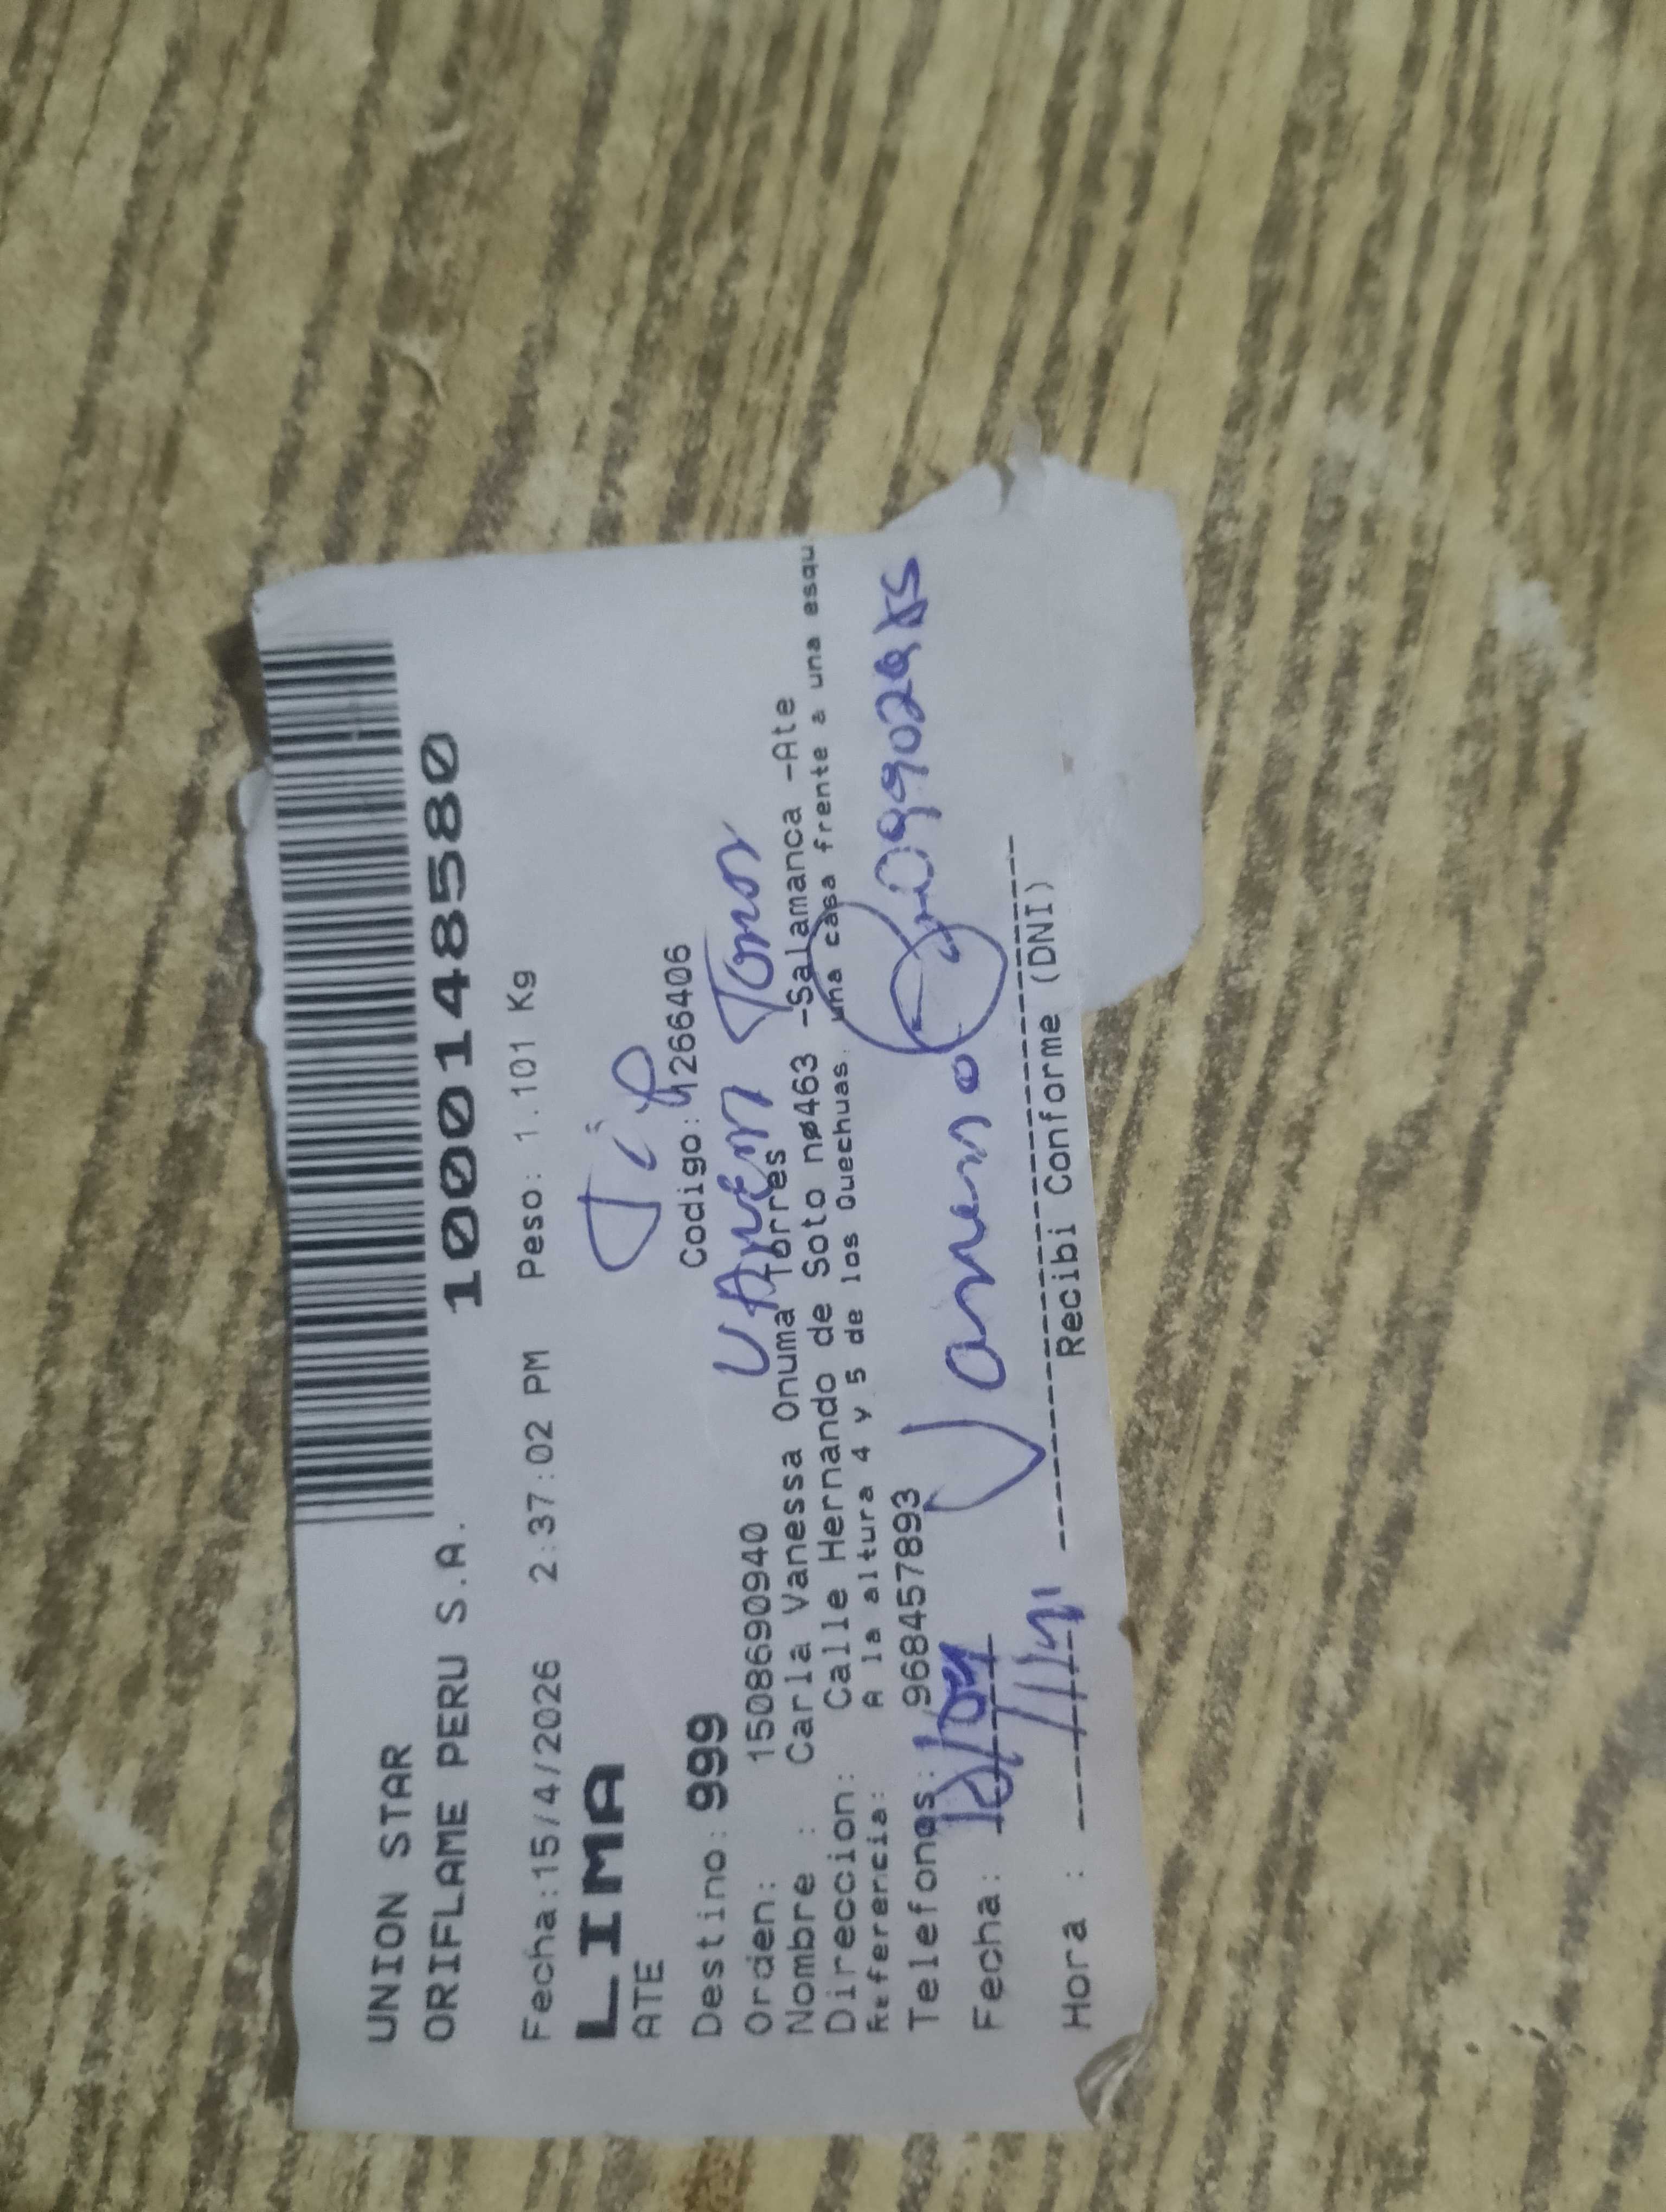 1000148580
UNION STAR
ORIFLAME PERU S.A.
Fecha:15/4/2026 2:37:02 PM Peso: 1.101 Kg
LIMA
ATE
Tip
Destino: 999 Codigo: 4266406
Orden: 1508690940
Nombre : Carla Vanessa Onuma Torres
Direccion: Calle Hernando de Soto nø463 -Salamanca -Ate
Referencia: A la altura 4 y 5 de los Quechuas. una casa frente a una esqu
Telefonos: 968457893
Fecha:
Vanessa
Hora :
Recibi Conforme (DNI)